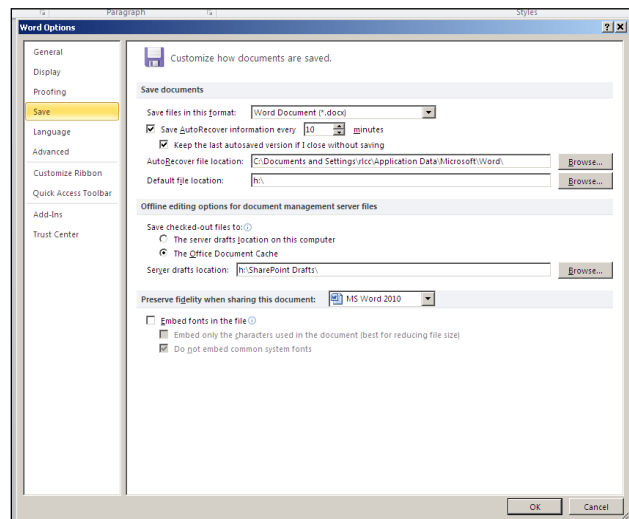 Paragraph Styles
Word Options
General
Display
Proofing
Save
Language
Advanced
Customize Ribbon
Quick Access Toolbar
Add-Ins
Trust Center
Customize how documents are saved.
Save documents
Save files in this format: Word Document (*.docx)
Save AutoRecover information every 10 minutes
Keep the last autosaved version if I close without saving
AutoRecover file location: C:\Documents and Settings\rlcc\Application Data\Microsoft\Word\ Browse...
Default file location: h:\ Browse...
Offline editing options for document management server files
Save checked-out files to:
The server drafts location on this computer
The Office Document Cache
Server drafts location: h:\SharePoint Drafts\ Browse...
Preserve fidelity when sharing this document: MS Word 2010
Embed fonts in the file
Embed only the characters used in the document (best for reducing file size)
Do not embed common system fonts
OK Cancel